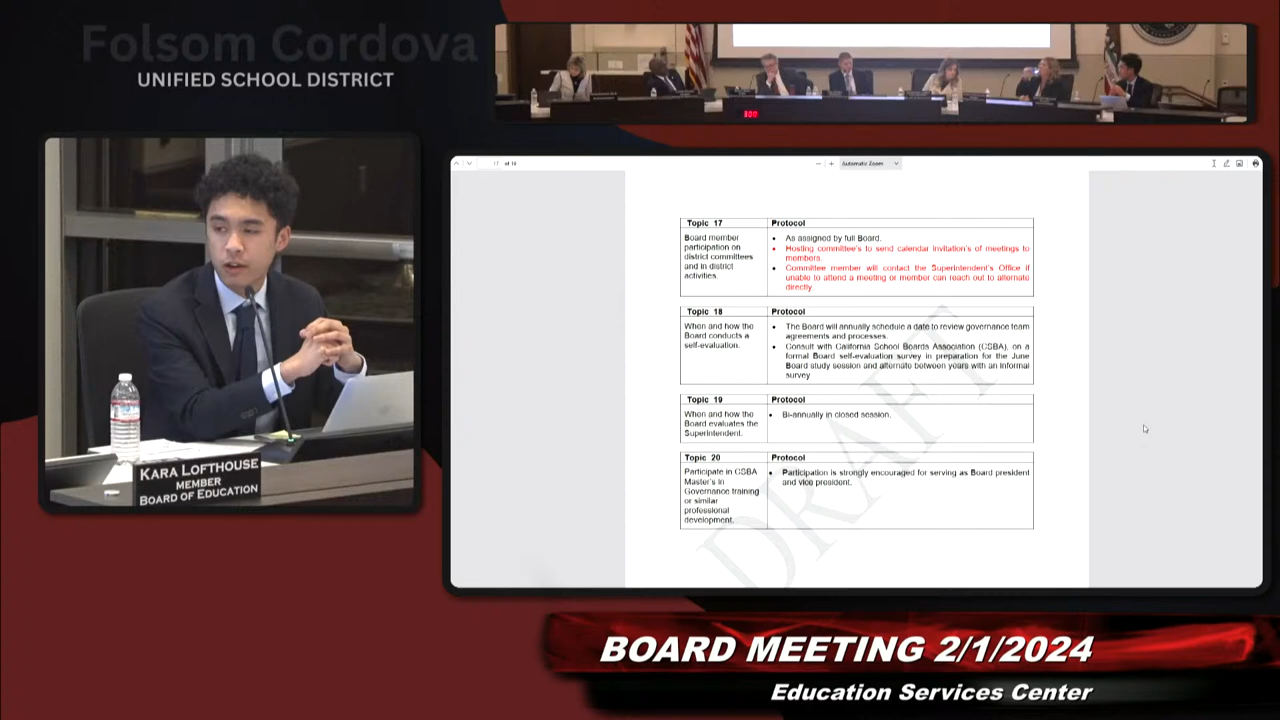 Folsom Cordova
UNIFIED SCHOOL DISTRICT
300
KARA LOFTHOUSE
MEMBER
BOARD OF EDUCATION
17 of 18
Automatic Zoom
Topic 17
Protocol
Board member
participation on
district committees
and in district
activities.
• As assigned by full Board.
• Hosting committee's to send calendar invitation's of meetings to
members.
• Committee member will contact the Superintendent's Office if
unable to attend a meeting or member can reach out to alternate
directly.
Topic 18
Protocol
When and how the
Board conducts a
self-evaluation.
• The Board will annually schedule a date to review governance team
agreements and processes.
• Consult with California School Boards Association (CSBA), on a
formal Board self-evaluation survey in preparation for the June
Board study session and alternate between years with an informal
survey
Topic 19
Protocol
When and how the
Board evaluates the
Superintendent.
• Bi-annually in closed session.
Topic 20
Protocol
Participate in CSBA
Master's in
Governance training
or similar
professional
development.
• Participation is strongly encouraged for serving as Board president
and vice president.
DRAFT
BOARD MEETING 2/1/2024
Education Services Center